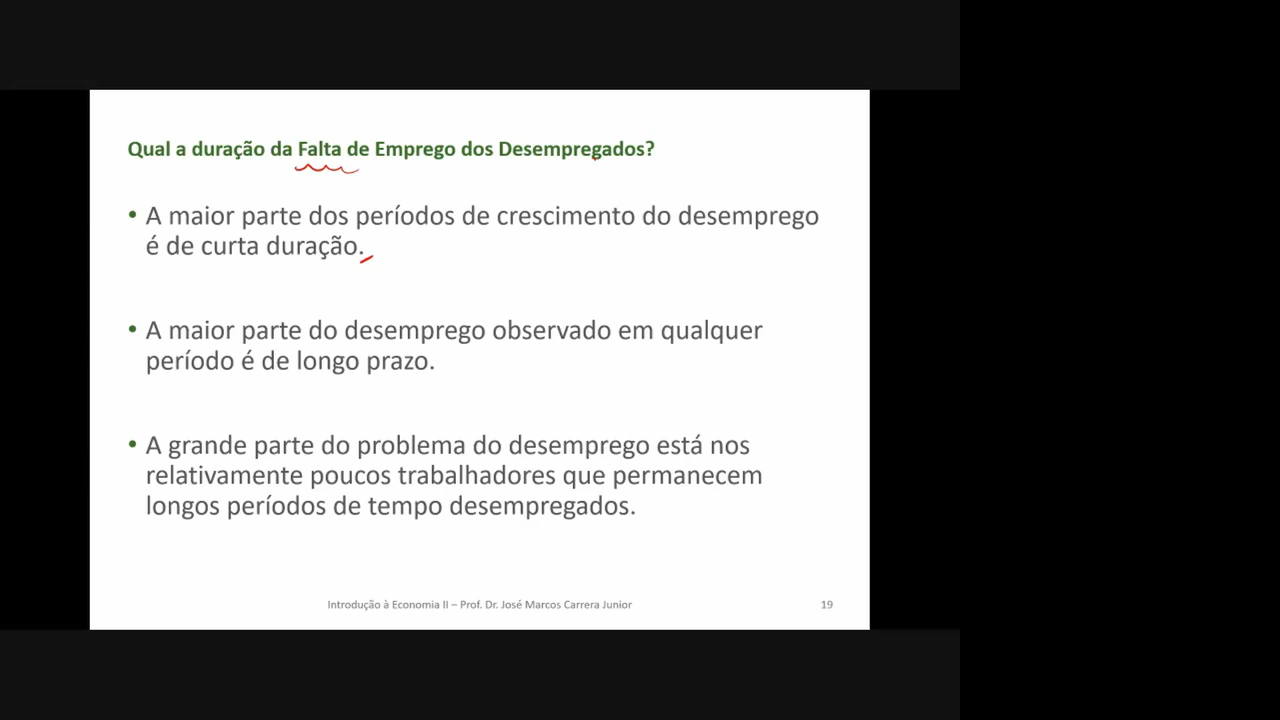 Qual a duração da Falta de Emprego dos Desempregados?
• A maior parte dos períodos de crescimento do desemprego
é de curta duração.
• A maior parte do desemprego observado em qualquer
período é de longo prazo.
• A grande parte do problema do desemprego está nos
relativamente poucos trabalhadores que permanecem
longos períodos de tempo desempregados.
Introdução à Economia II – Prof. Dr. José Marcos Carrera Junior
19